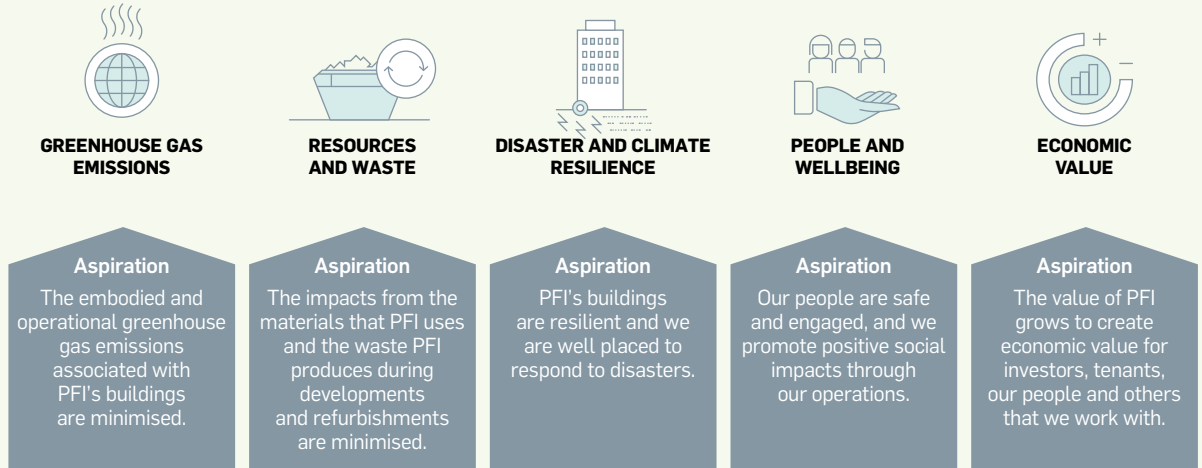 GREENHOUSE GAS
EMISSIONS
RESOURCES
AND WASTE
DISASTER AND CLIMATE
RESILIENCE
PEOPLE AND
WELLBEING
ECONOMIC
VALUE
Aspiration
The embodied and
operational greenhouse
gas emissions
associated with
PFI's buildings
are minimised.
Aspiration
The impacts from the
materials that PFI uses
and the waste PFI
produces during
developments
and refurbishments
are minimised.
Aspiration
PFI's buildings
are resilient and we
are well placed to
respond to disasters.
Aspiration
Our people are safe
and engaged, and we
promote positive social
impacts through
our operations.
Aspiration
The value of PFI
grows to create
economic value for
investors, tenants,
our people and others
that we work with.